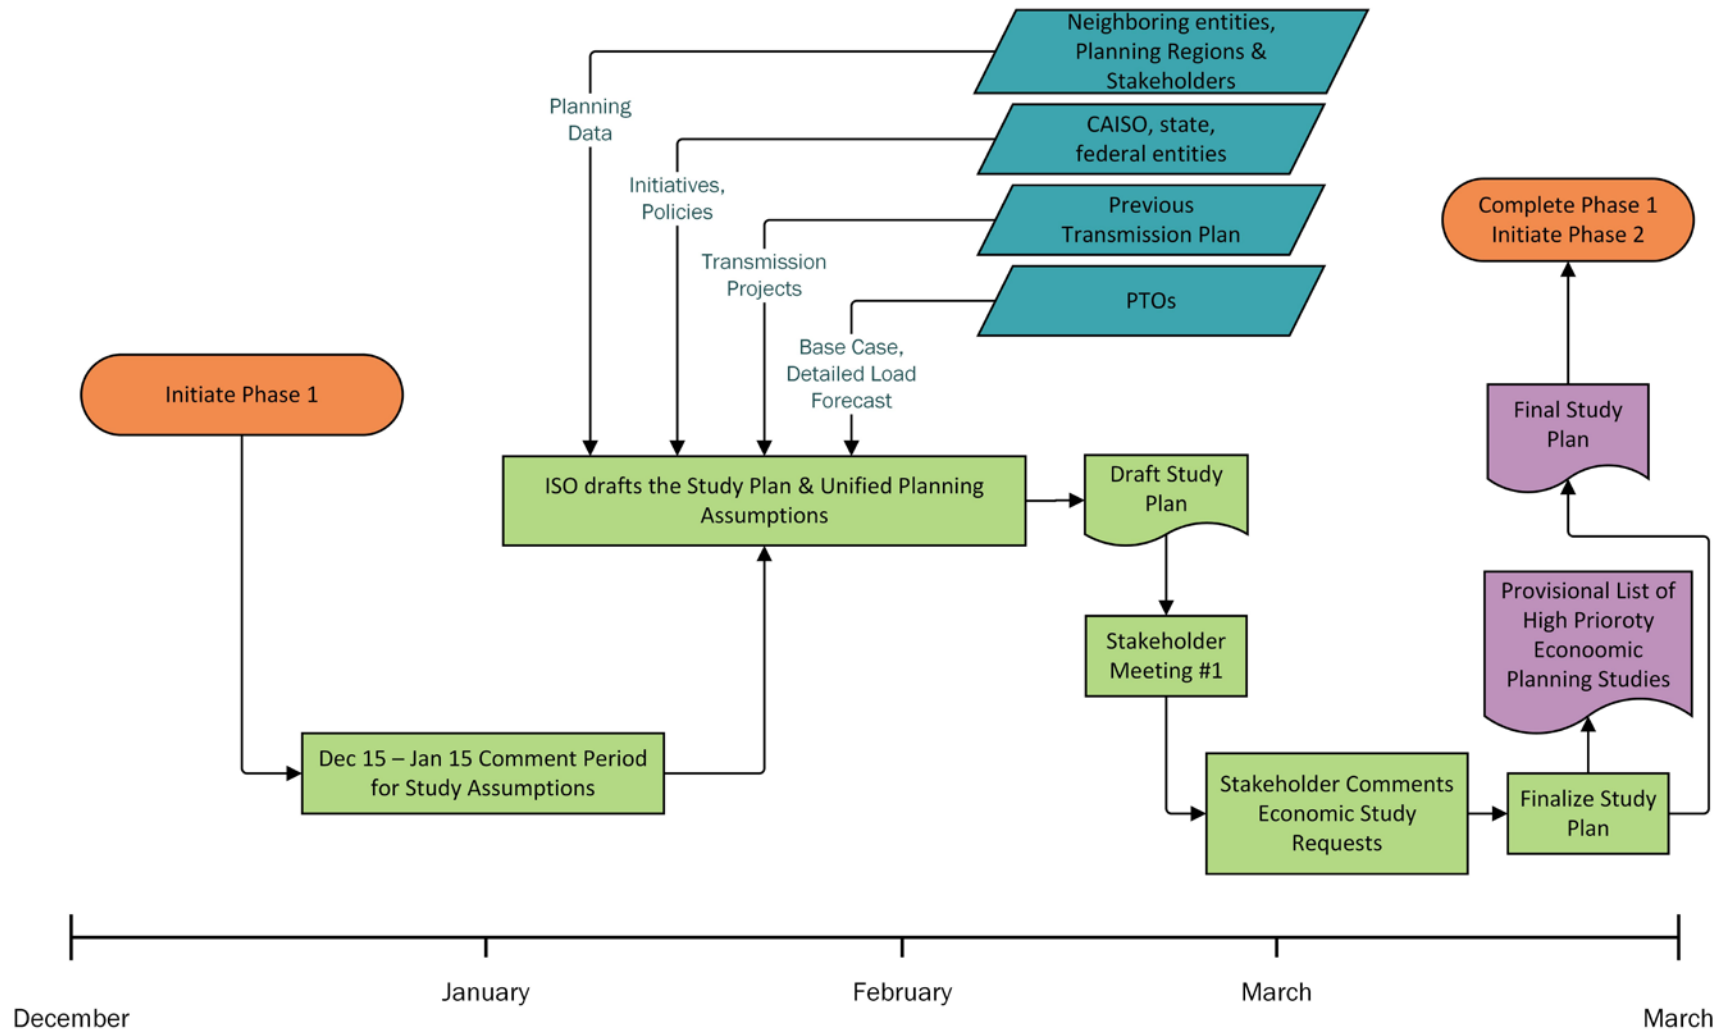 Neighboring entities,
Planning Regions &
Stakeholders
Planning
Data
CAISO, state,
federal entities
Initiatives,
Policies
Previous
Transmission Plan
Transmission
Projects
PTOs
Base Case,
Detailed Load
Forecast
Complete Phase 1
Initiate Phase 2
Initiate Phase 1
Final Study
Plan
ISO drafts the Study Plan & Unified Planning
Assumptions
Draft Study
Plan
Stakeholder
Meeting #1
Provisional List of
High Prioroty
Econoomic
Planning Studies
Dec 15 – Jan 15 Comment Period
for Study Assumptions
Stakeholder Comments
Economic Study
Requests
Finalize Study
Plan
December
January
February
March
March